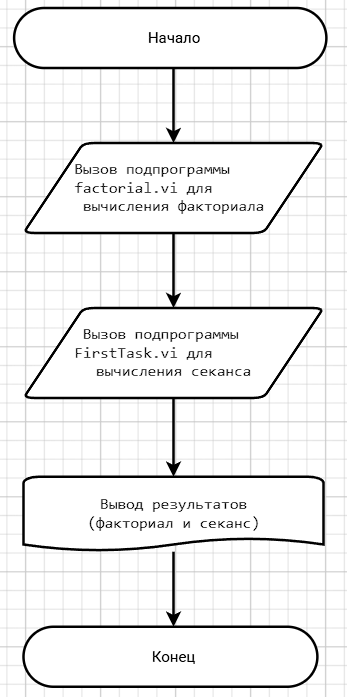 Начало
Вызов подпрограммы
factorial.vi для
вычисления факториала
Вызов подпрограммы
FirstTask.vi для
вычисления секанса
Вывод результатов
(факториал и секанс)
Конец